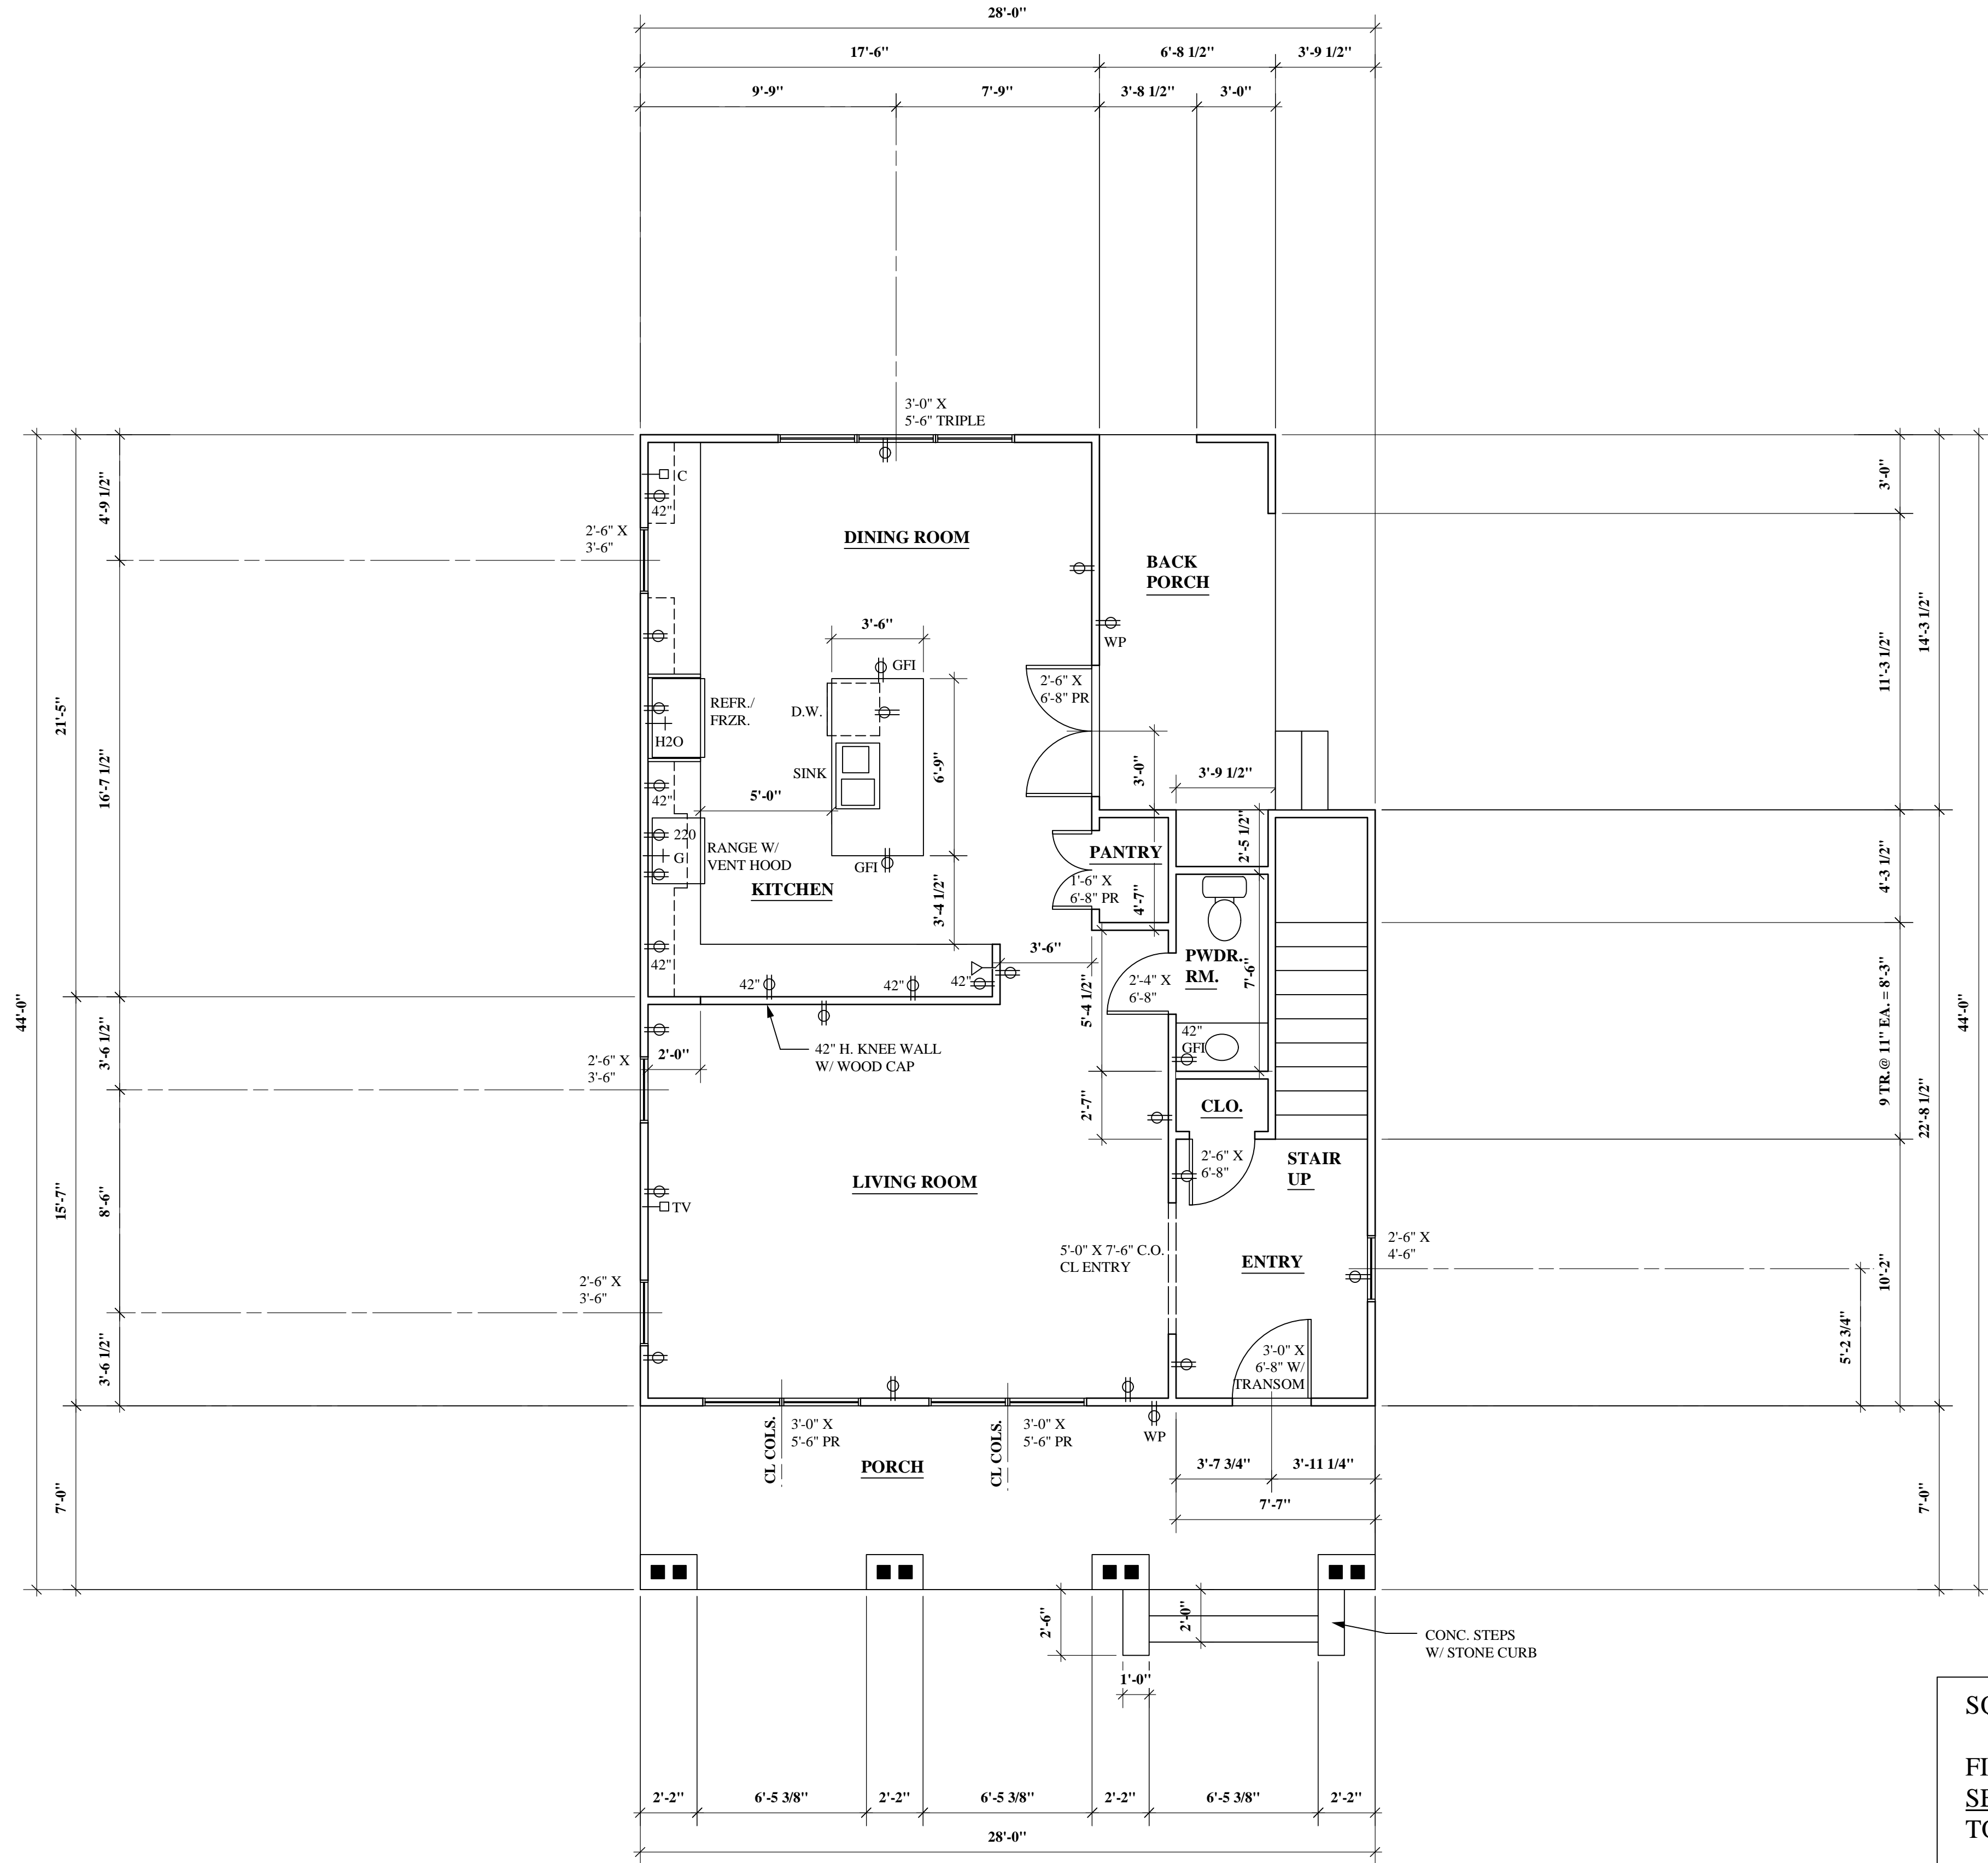 28'-0"
17'-6"
6'-8 1/2"
3'-9 1/2"
9'-9"
7'-9"
3'-8 1/2"
3'-0"
3'-0" X
5'-6" TRIPLE
4'-9 1/2"
C
42"
2'-6" X
3'-6"
DINING ROOM
BACK
PORCH
3'-0"
3'-6"
WP
14'-3 1/2"
11'-3 1/2"
GFI
2'-6" X
6'-8" PR
REFR./
FRZR.
D.W.
H2O
21'-5"
16'-7 1/2"
SINK
6'-9"
3'-0"
3'-9 1/2"
5'-0"
42"
220
G
RANGE W/
VENT HOOD
GFI
KITCHEN
PANTRY
2'-5 1/2"
4'-3 1/2"
1'-6" X
6'-8" PR
4'-7"
3'-4 1/2"
3'-6"
42"
42"
42"
42"
PWDR.
RM.
7'-6"
2'-4" X
6'-8"
5'-4 1/2"
44'-0"
9 TR.@ 11" EA. = 8'-3"
44'-0"
3'-6 1/2"
2'-0"
2'-6" X
3'-6"
42" H. KNEE WALL
W/ WOOD CAP
42"
GFI
2'-7"
CLO.
22'-8 1/2"
2'-6" X
6'-8"
STAIR
UP
LIVING ROOM
15'-7"
8'-6"
TV
5'-0" X 7'-6" C.O.
CL ENTRY
ENTRY
2'-6" X
4'-6"
10'-2"
2'-6" X
3'-6"
5'-2 3/4"
3'-6 1/2"
3'-0" X
6'-8" W/
TRANSOM
CL COLS.
3'-0" X
5'-6" PR
CL COLS.
3'-0" X
5'-6" PR
WP
PORCH
3'-7 3/4"
3'-11 1/4"
7'-7"
7'-0"
7'-0"
2'-6"
2'-0"
CONC. STEPS
W/ STONE CURB
1'-0"
2'-2"
6'-5 3/8"
2'-2"
6'-5 3/8"
2'-2"
6'-5 3/8"
2'-2"
28'-0"